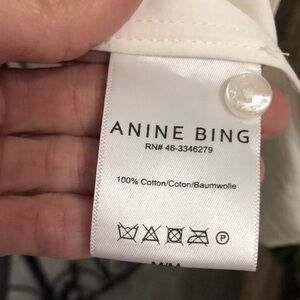 ANINE BING
RN# 46-3346279
100% Cotton/Coton/Baumwolle
P